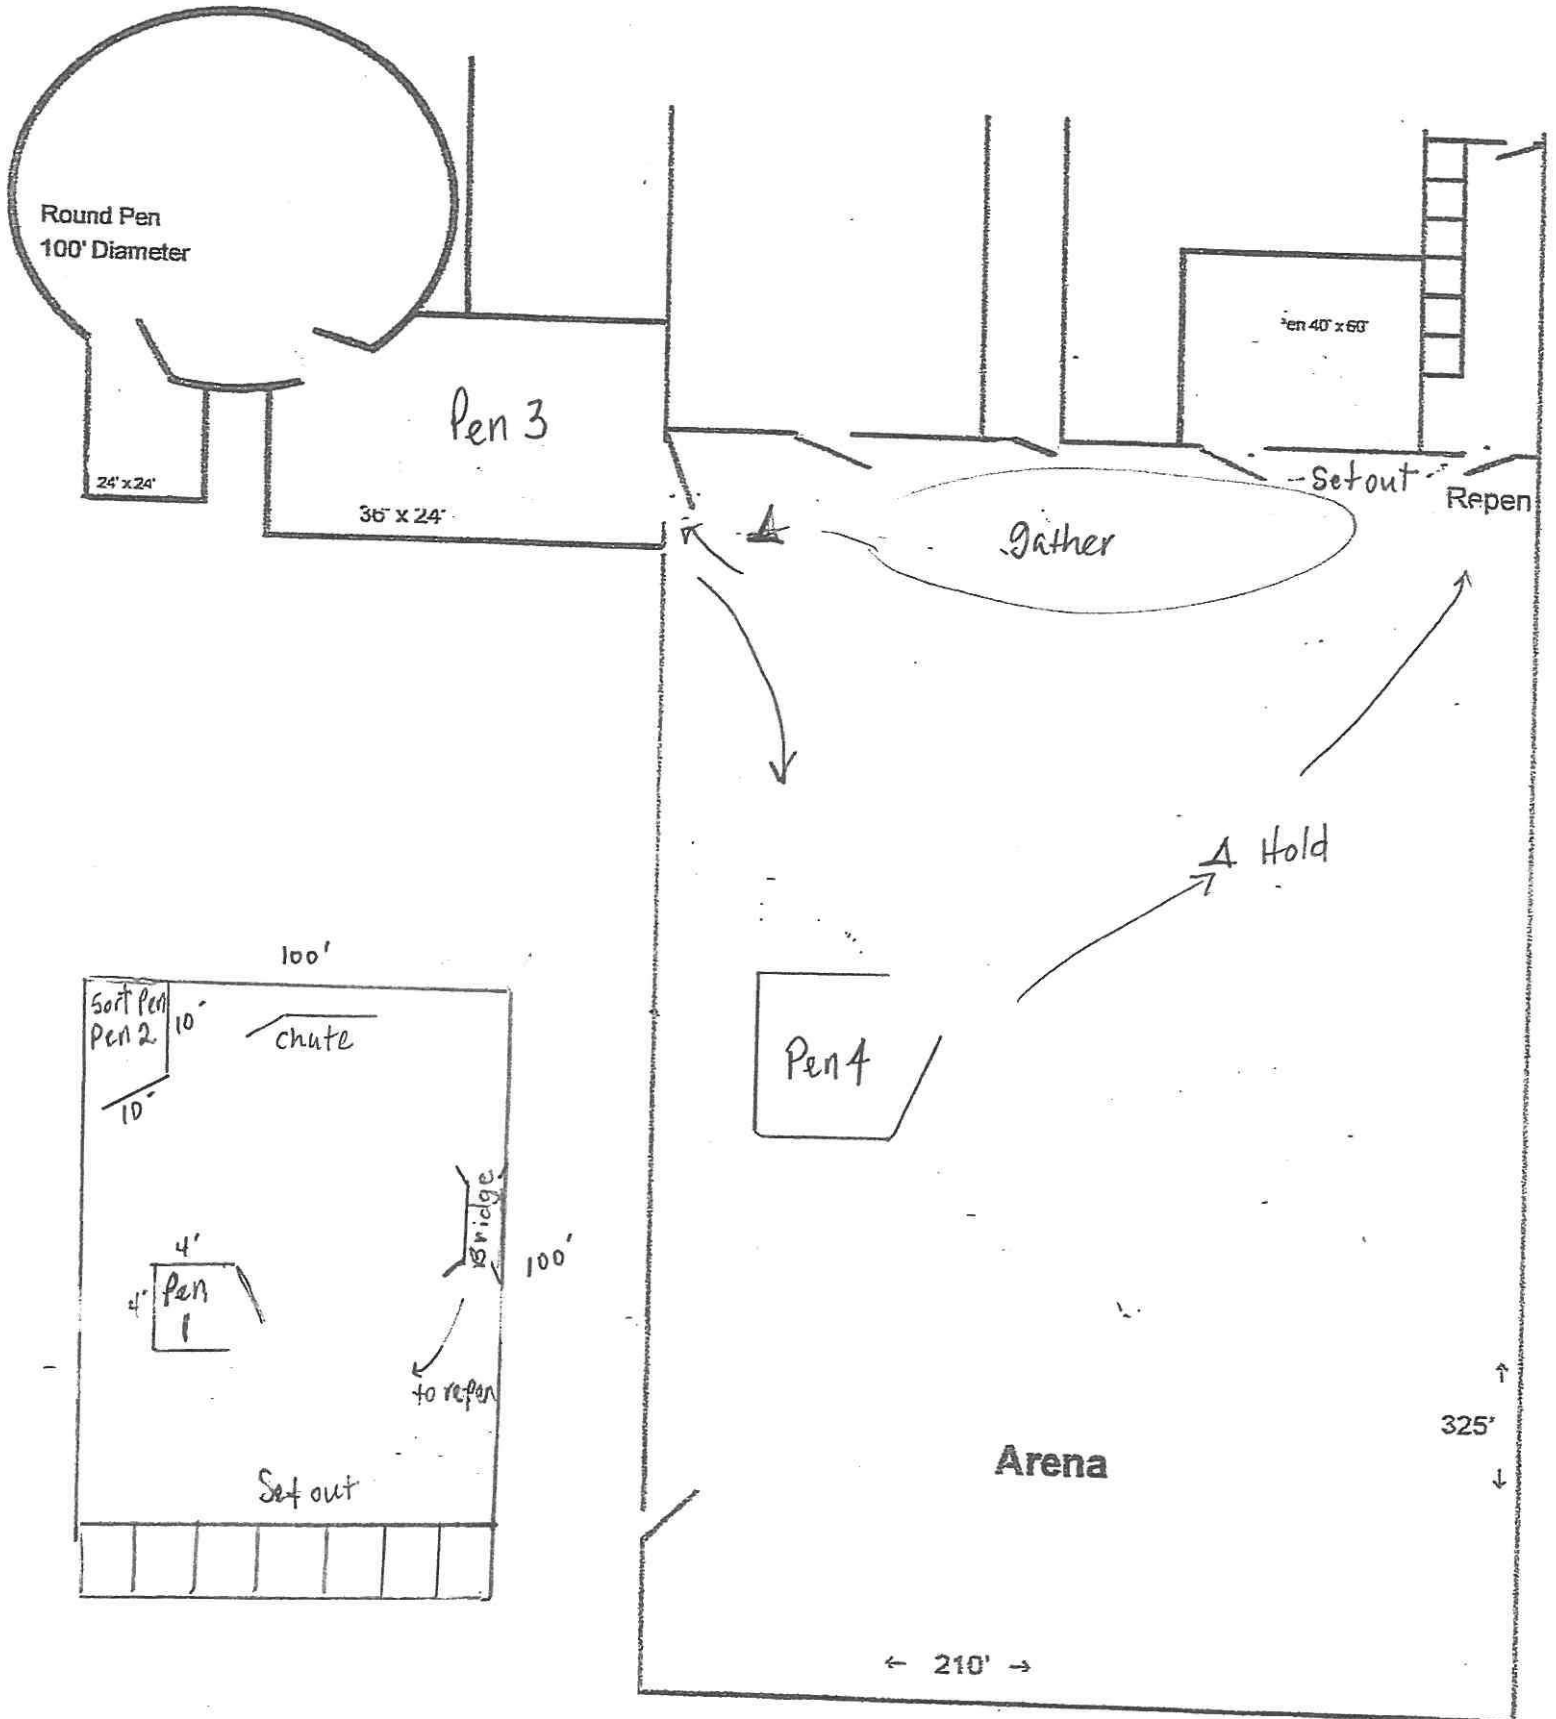 Round Pen
100' Diameter
Pen 3
24' x 24'
36' x 24'
en 40' x 60'
Set out
Repen
gather
Hold
100'
Sort Pen
Pen 2
10'
10'
chute
Pen 4
Bridge
100'
4'
4'
Pen
1
to repen
Set out
Arena
325'
← 210' →